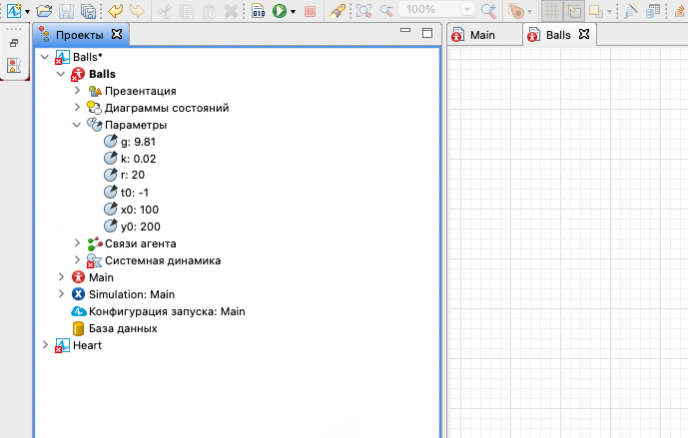 100%
Проекты
Main
Balls
Balls*
Balls
Презентация
Диаграммы состояний
Параметры
g: 9.81
k: 0.02
r: 20
t0: -1
x0: 100
y0: 200
Связи агента
Системная динамика
Main
Simulation: Main
Конфигурация запуска: Main
База данных
Heart